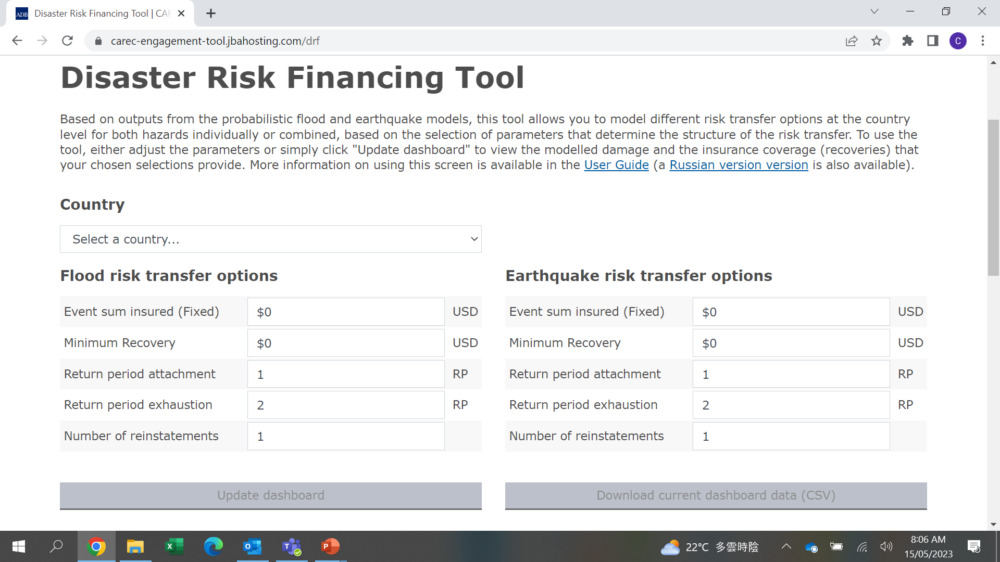 ADB Disaster Risk Financing Tool | CAR
carec-engagement-tool.jbahosting.com/drf
C
Disaster Risk Financing Tool
Based on outputs from the probabilistic flood and earthquake models, this tool allows you to model different risk transfer options at the country
level for both hazards individually or combined, based on the selection of parameters that determine the structure of the risk transfer. To use the
tool, either adjust the parameters or simply click "Update dashboard" to view the modelled damage and the insurance coverage (recoveries) that
your chosen selections provide. More information on using this screen is available in the User Guide (a Russian version version is also available).
Country
Select a country...
Flood risk transfer options
Event sum insured (Fixed) $0 USD
Minimum Recovery $0 USD
Return period attachment 1 RP
Return period exhaustion 2 RP
Number of reinstatements 1
Earthquake risk transfer options
Event sum insured (Fixed) $0 USD
Minimum Recovery $0 USD
Return period attachment 1 RP
Return period exhaustion 2 RP
Number of reinstatements 1
Update dashboard
Download current dashboard data (CSV)
22°C 多雲時陰
8:06 AM
15/05/2023